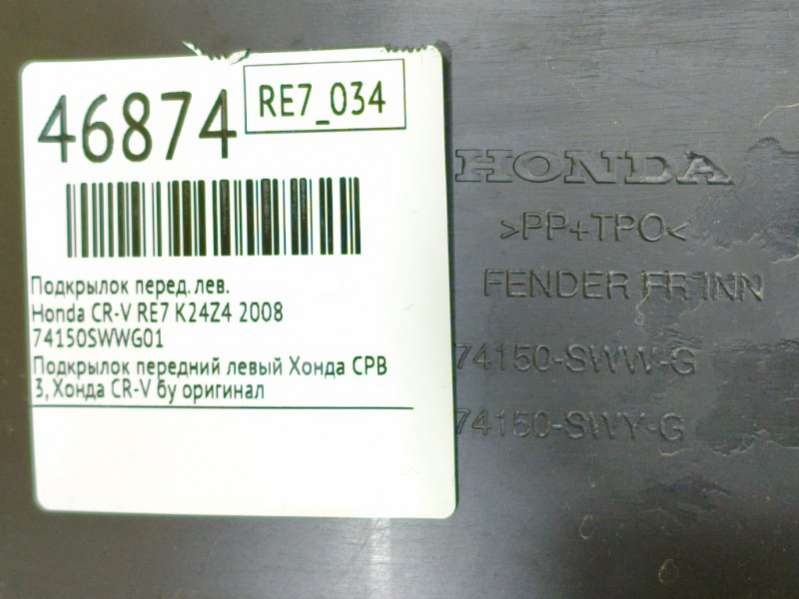 46874
RE7_034
Подкрылок перед. лев.
Honda CR-V RE7 K24Z4 2008
74150SWWG01
Подкрылок передний левый Хонда СРВ
3, Хонда CR-V бу оригинал
HONDA
>PP+TPO<
FENDER FR INN
74150-SWW-G
74150-SWY-G